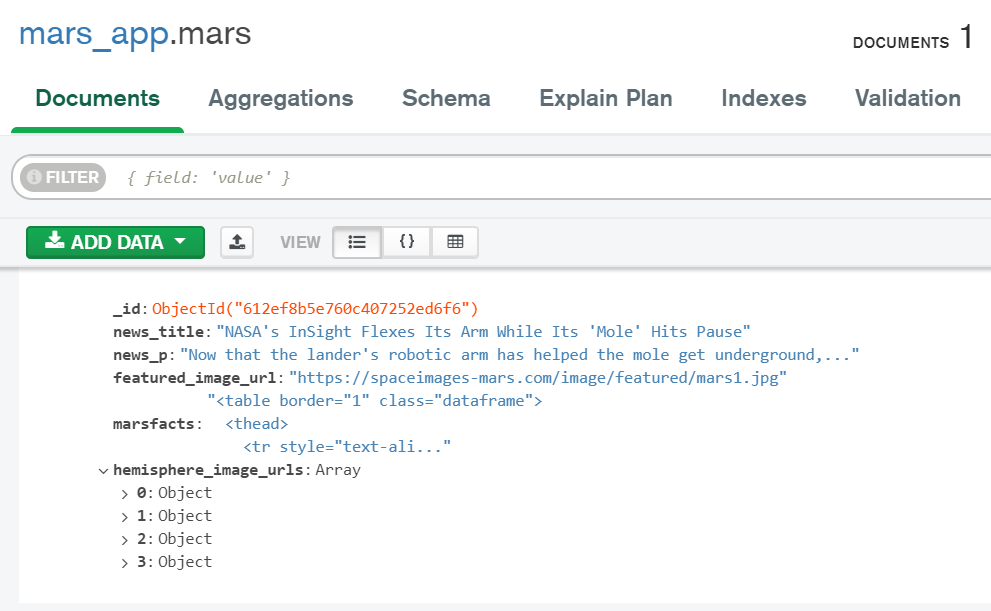 mars_app.mars
DOCUMENTS 1
Documents Aggregations Schema Explain Plan Indexes Validation
FILTER { field: 'value' }
ADD DATA VIEW {}
_id: ObjectId("612ef8b5e760c407252ed6f6")
news_title: "NASA's InSight Flexes Its Arm While Its 'Mole' Hits Pause"
news_p: "Now that the lander's robotic arm has helped the mole get underground,..."
featured_image_url: "https://spaceimages-mars.com/image/featured/mars1.jpg"
"<table border="1" class="dataframe">
marsfacts: <thead>
<tr style="text-ali..."
hemisphere_image_urls: Array
0: Object
1: Object
2: Object
3: Object